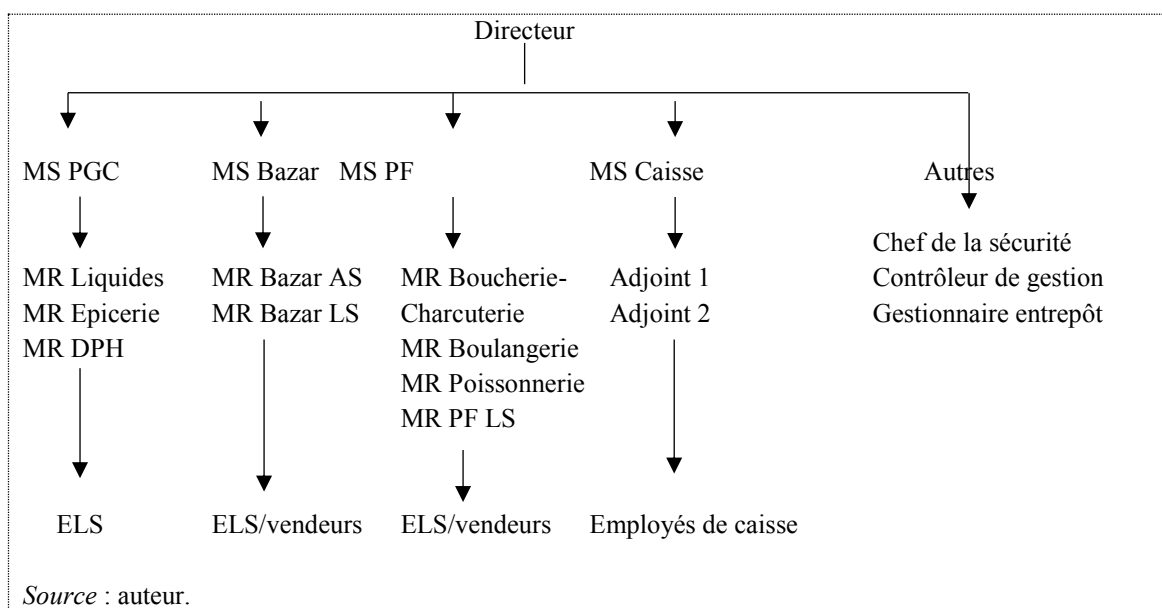 Directeur
MS PGC MS Bazar MS PF MS Caisse Autres
MR Liquides
MR Epicerie
MR DPH
MR Bazar AS
MR Bazar LS
MR Boucherie-
Charcuterie
MR Boulangerie
MR Poissonnerie
MR PF LS
Adjoint 1
Adjoint 2
Chef de la sécurité
Contrôleur de gestion
Gestionnaire entrepôt
ELS ELS/vendeurs ELS/vendeurs Employés de caisse
Source : auteur.